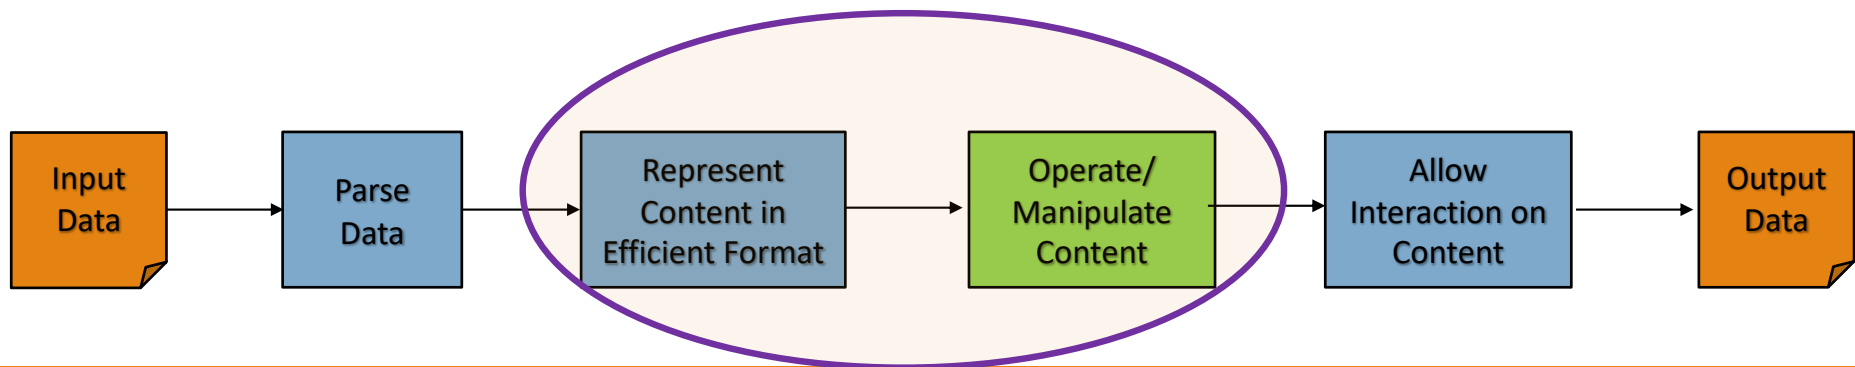 Input
Data
Parse
Data
Represent
Content in
Efficient Format
Operate/
Manipulate
Content
Allow
Interaction on
Content
Output
Data